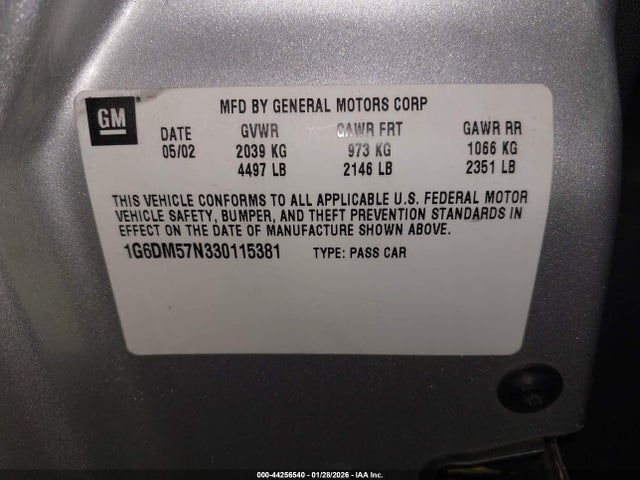 GM
MFD BY GENERAL MOTORS CORP
DATE GVWR GAWR FRT GAWR RR
05/02 2039 KG 973 KG 1066 KG
4497 LB 2146 LB 2351 LB
THIS VEHICLE CONFORMS TO ALL APPLICABLE U.S. FEDERAL MOTOR
VEHICLE SAFETY, BUMPER, AND THEFT PREVENTION STANDARDS IN
EFFECT ON THE DATE OF MANUFACTURE SHOWN ABOVE.
1G6DM57N330115381 TYPE: PASS CAR
000-44256540 - 01/28/2026 - IAA Inc.